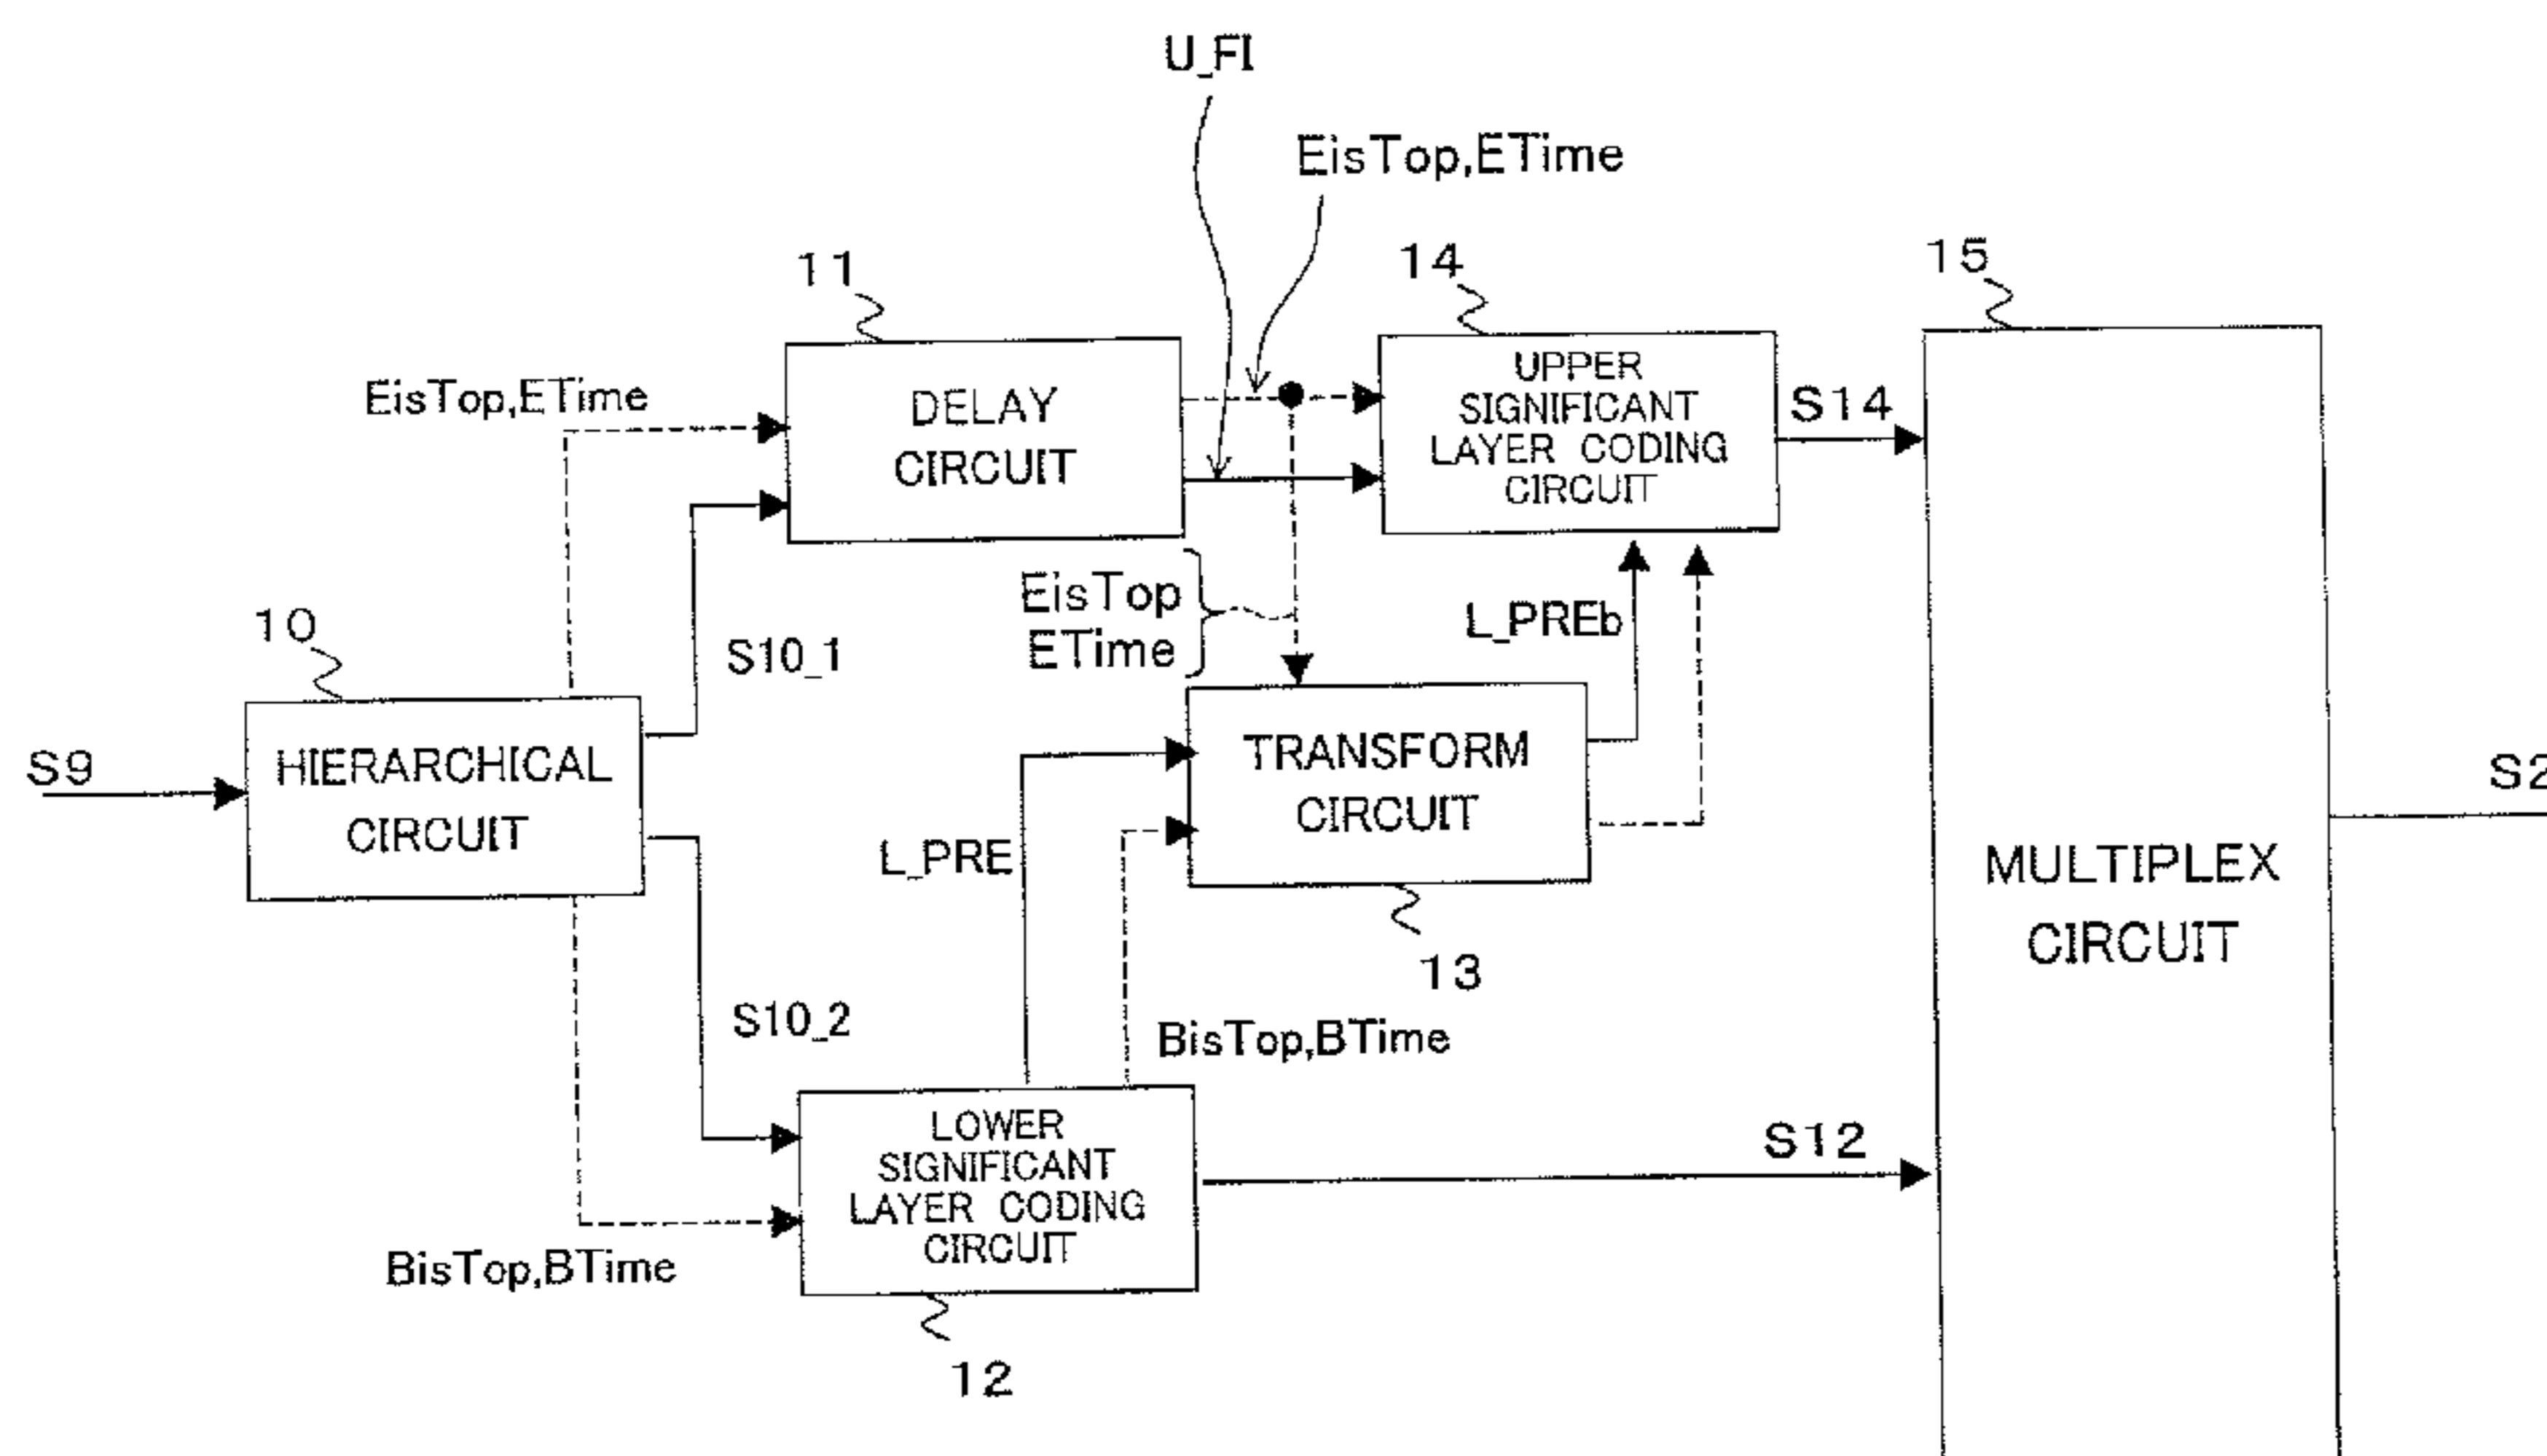 U_FI
EisTop,ETime
11
14
15
EisTop,ETime
DELAY
CIRCUIT
UPPER
SIGNIFICANT
LAYER CODING
CIRCUIT
S14
10
S10_1
EisTop
ETime
L_PREb
S9
HIERARCHICAL
CIRCUIT
TRANSFORM
CIRCUIT
S2
L_PRE
MULTIPLEX
CIRCUIT
13
S10_2
BisTop,BTime
LOWER
SIGNIFICANT
LAYER CODING
CIRCUIT
S12
BisTop,BTime
12